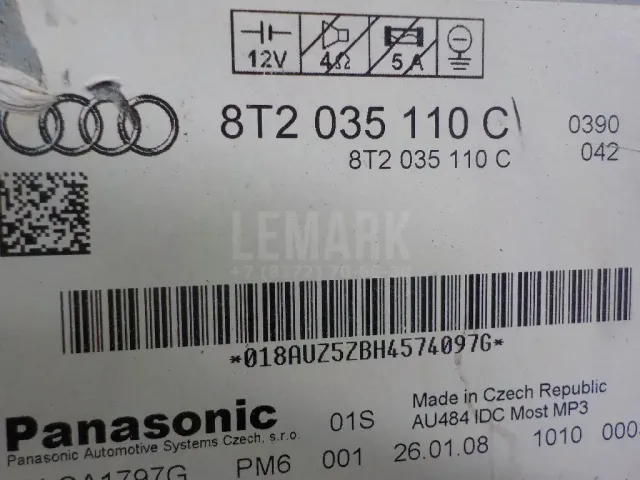 12V 4Ω 5A
8T2 035 110 C 0390
8T2 035 110 C 042
LEMARK
*018AUZ5ZBH4574097G*
Panasonic 01S Made in Czech Republic
AU484 IDC Most MP3
Panasonic Automotive Systems Czech, s.r.o.
PM6 001 26.01.08 1010